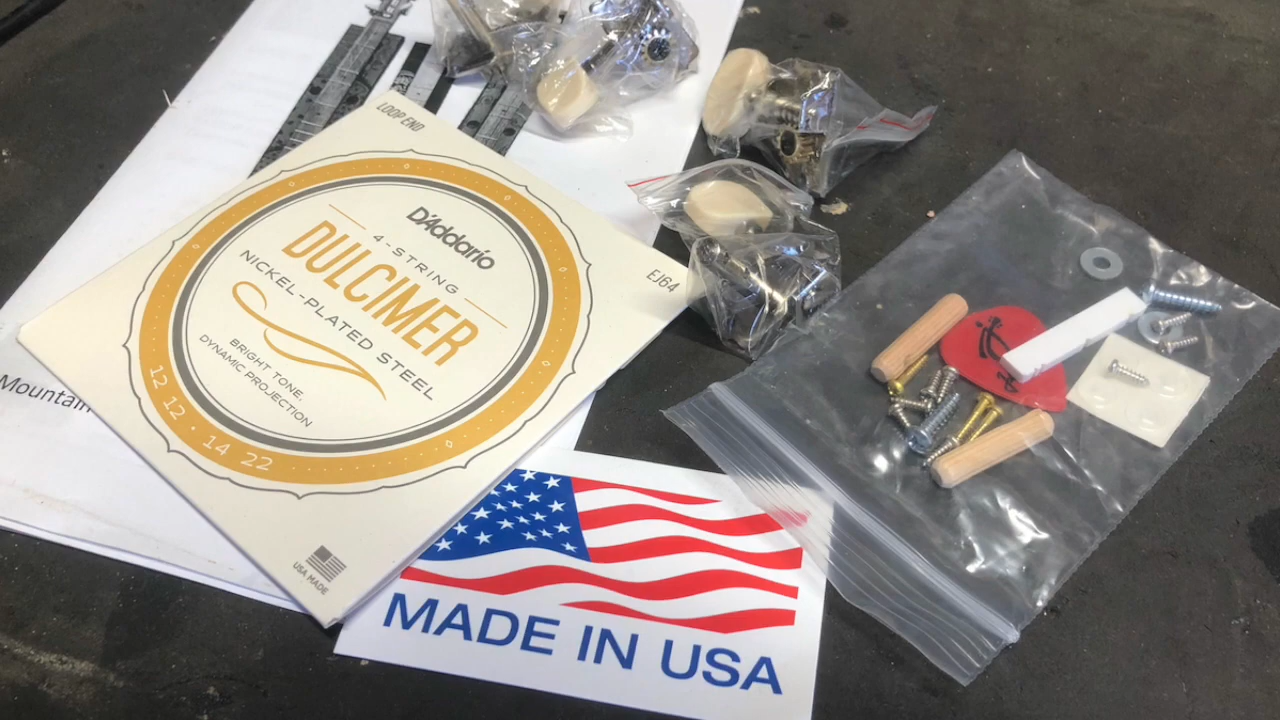 LOOP END
D'Addario
4-STRING
DULCIMER
NICKEL-PLATED STEEL
BRIGHT TONE,
DYNAMIC PROJECTION
12 12 • 14 22
EJ64
USA MADE
Mountain
MADE IN USA